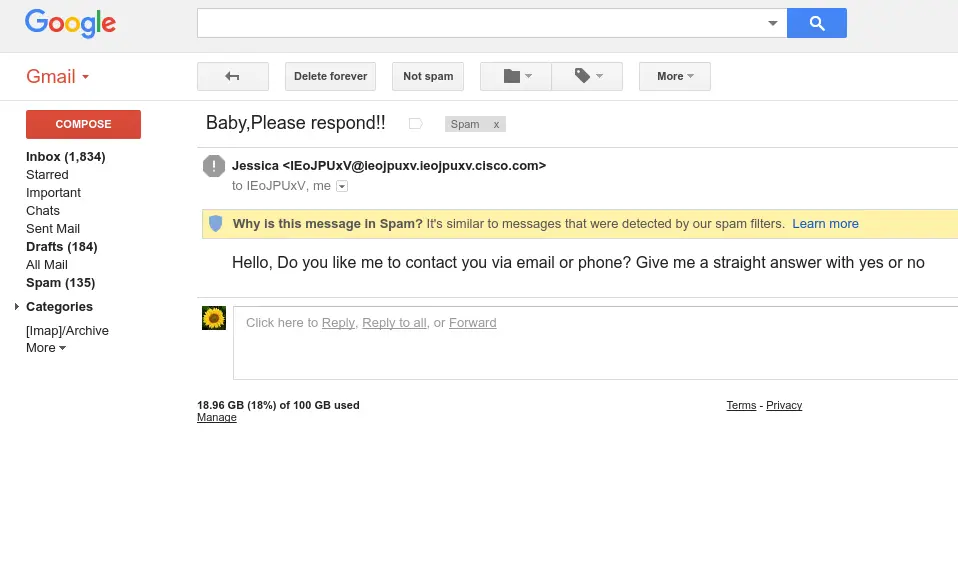 Google
Gmail
Delete forever
Not spam
More
COMPOSE
Baby,Please respond!!
Spam x
Inbox (1,834)
Starred
Important
Chats
Sent Mail
Drafts (184)
All Mail
Spam (135)
Categories
[Imap]/Archive
More
Jessica <IEoJPUxV@ieojpuxv.ieojpuxv.cisco.com>
to IEoJPUxV, me
Why is this message in Spam? It's similar to messages that were detected by our spam filters. Learn more
Hello, Do you like me to contact you via email or phone? Give me a straight answer with yes or no
Click here to Reply, Reply to all, or Forward
18.96 GB (18%) of 100 GB used
Manage
Terms - Privacy